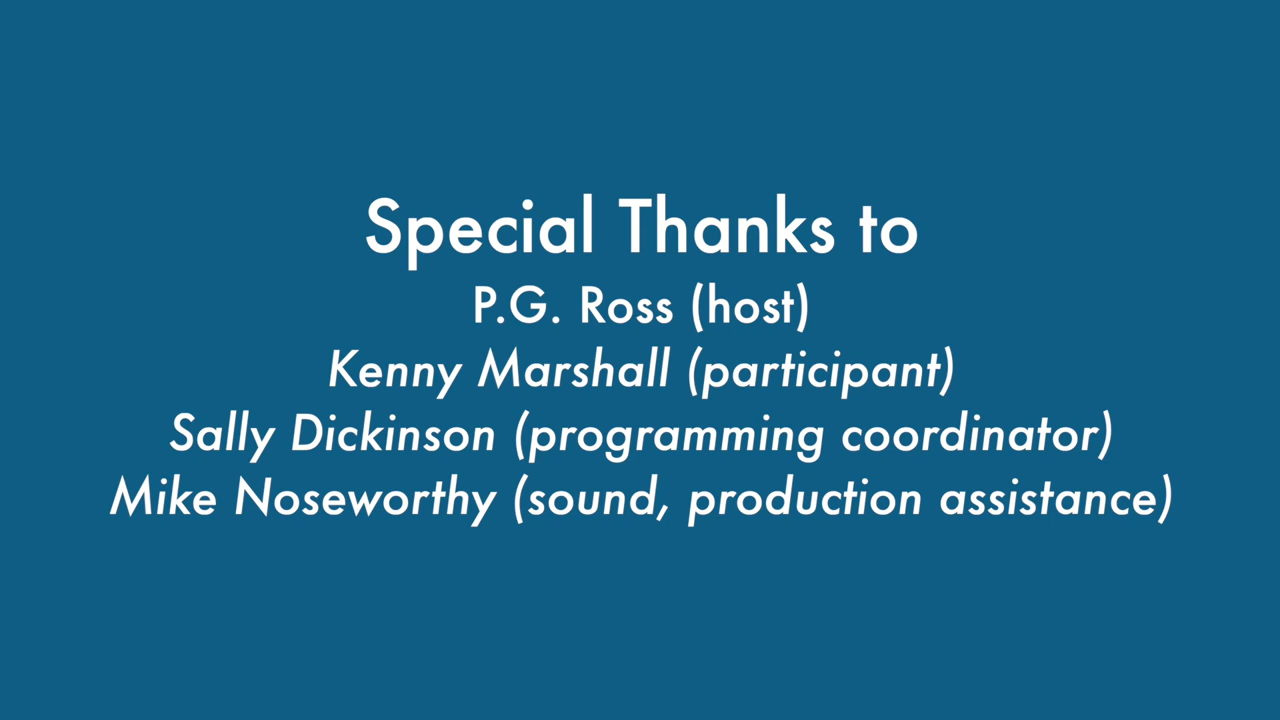 Special Thanks to
P.G. Ross (host)
Kenny Marshall (participant)
Sally Dickinson (programming coordinator)
Mike Noseworthy (sound, production assistance)